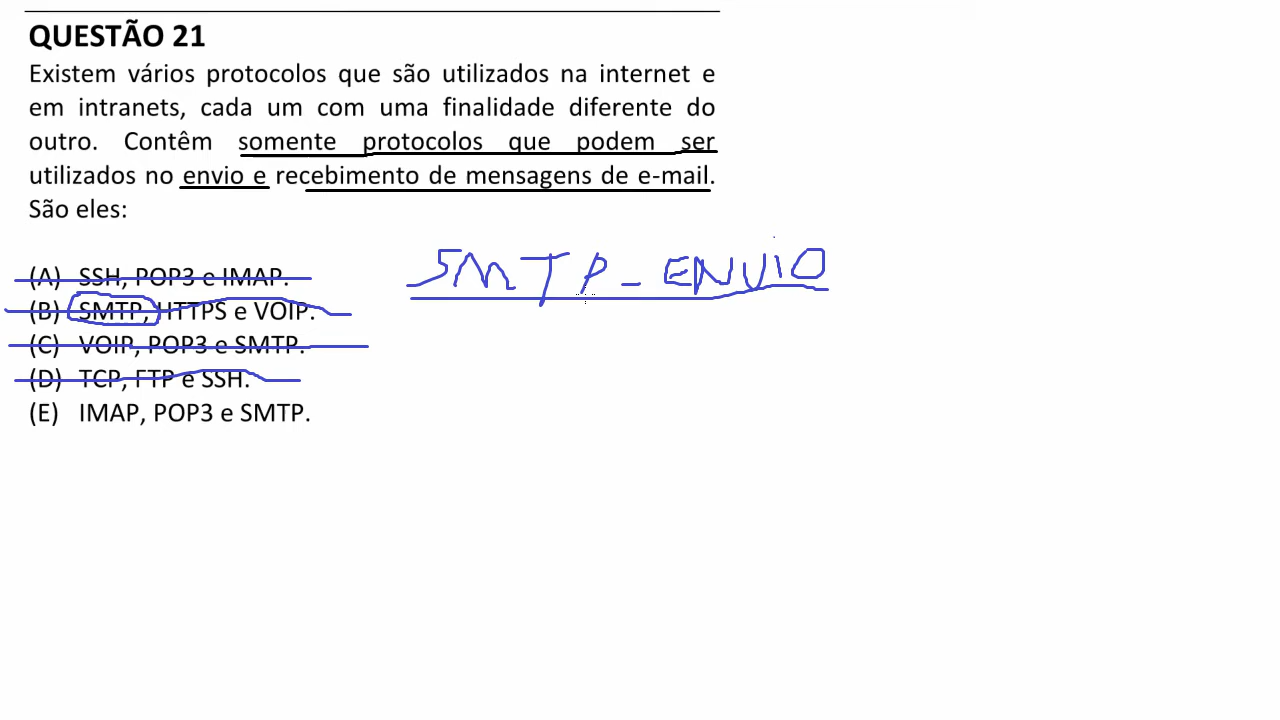 QUESTÃO 21
Existem vários protocolos que são utilizados na internet e
em intranets, cada um com uma finalidade diferente do
outro. Contêm somente protocolos que podem ser
utilizados no envio e recebimento de mensagens de e-mail.
São eles:
SMTP - ENVIO
(A) SSH, POP3 e IMAP.
(B) SMTP, HTTPS e VOIP.
(C) VOIP, POP3 e SMTP.
(D) TCP, FTP e SSH.
(E) IMAP, POP3 e SMTP.